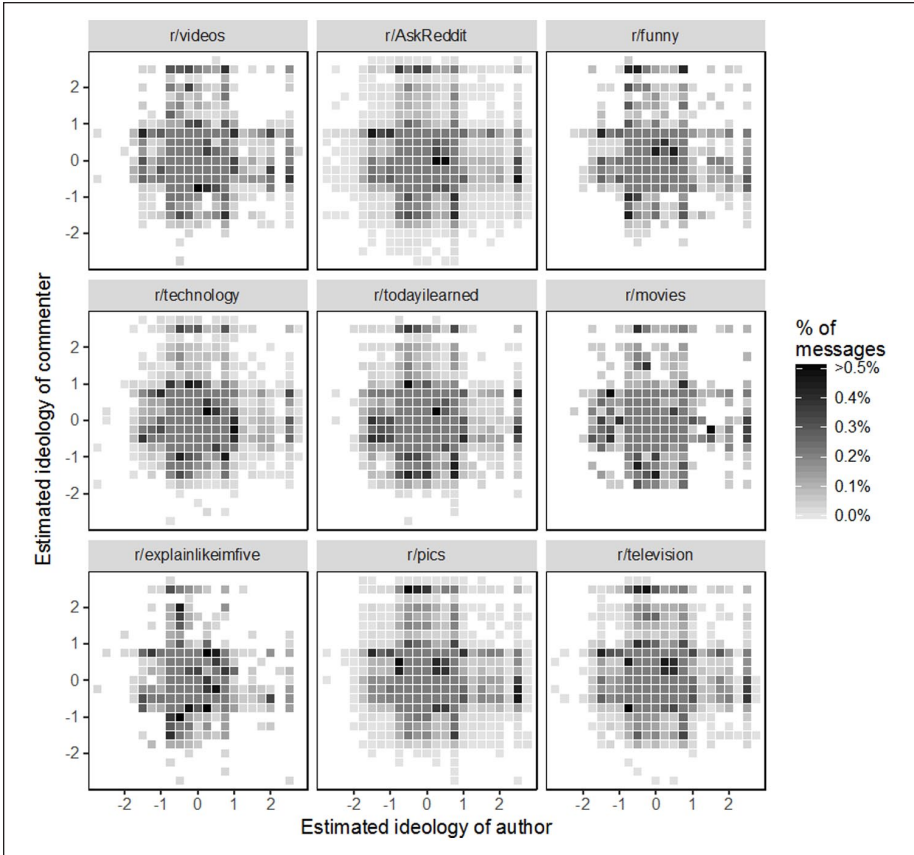 r/videos
r/AskReddit
r/funny
2
1
0
-1
-2
r/technology
r/todayilearned
r/movies
2
1
0
-1
-2
r/explainlikeimfive
r/pics
r/television
2
1
0
-1
-2
-2 -1 0 1 2
-2 -1 0 1 2
-2 -1 0 1 2
Estimated ideology of author
Estimated ideology of commenter
% of
messages
>0.5%
0.4%
0.3%
0.2%
0.1%
0.0%